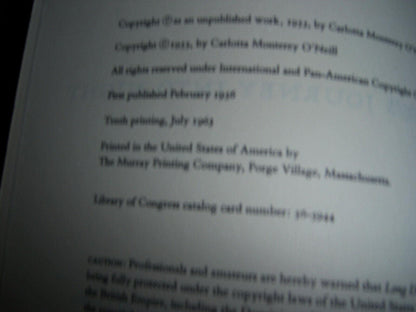 Copyright © as an unpublished work, 1955, by Carlotta Monterey
Copyright © 1955, by Carlotta Monterey O'Neill
All rights reserved under International and Pan-American Copyright
First published February 1956
Tenth printing, July 1963
Printed in the United States of America by
The Murray Printing Company, Forge Village, Massachusetts
Library of Congress catalog card number: 56-5944
CAUTION: Professionals and amateurs are hereby warned that Long
being fully protected under the copyright laws of the United States
the British Empire, including the